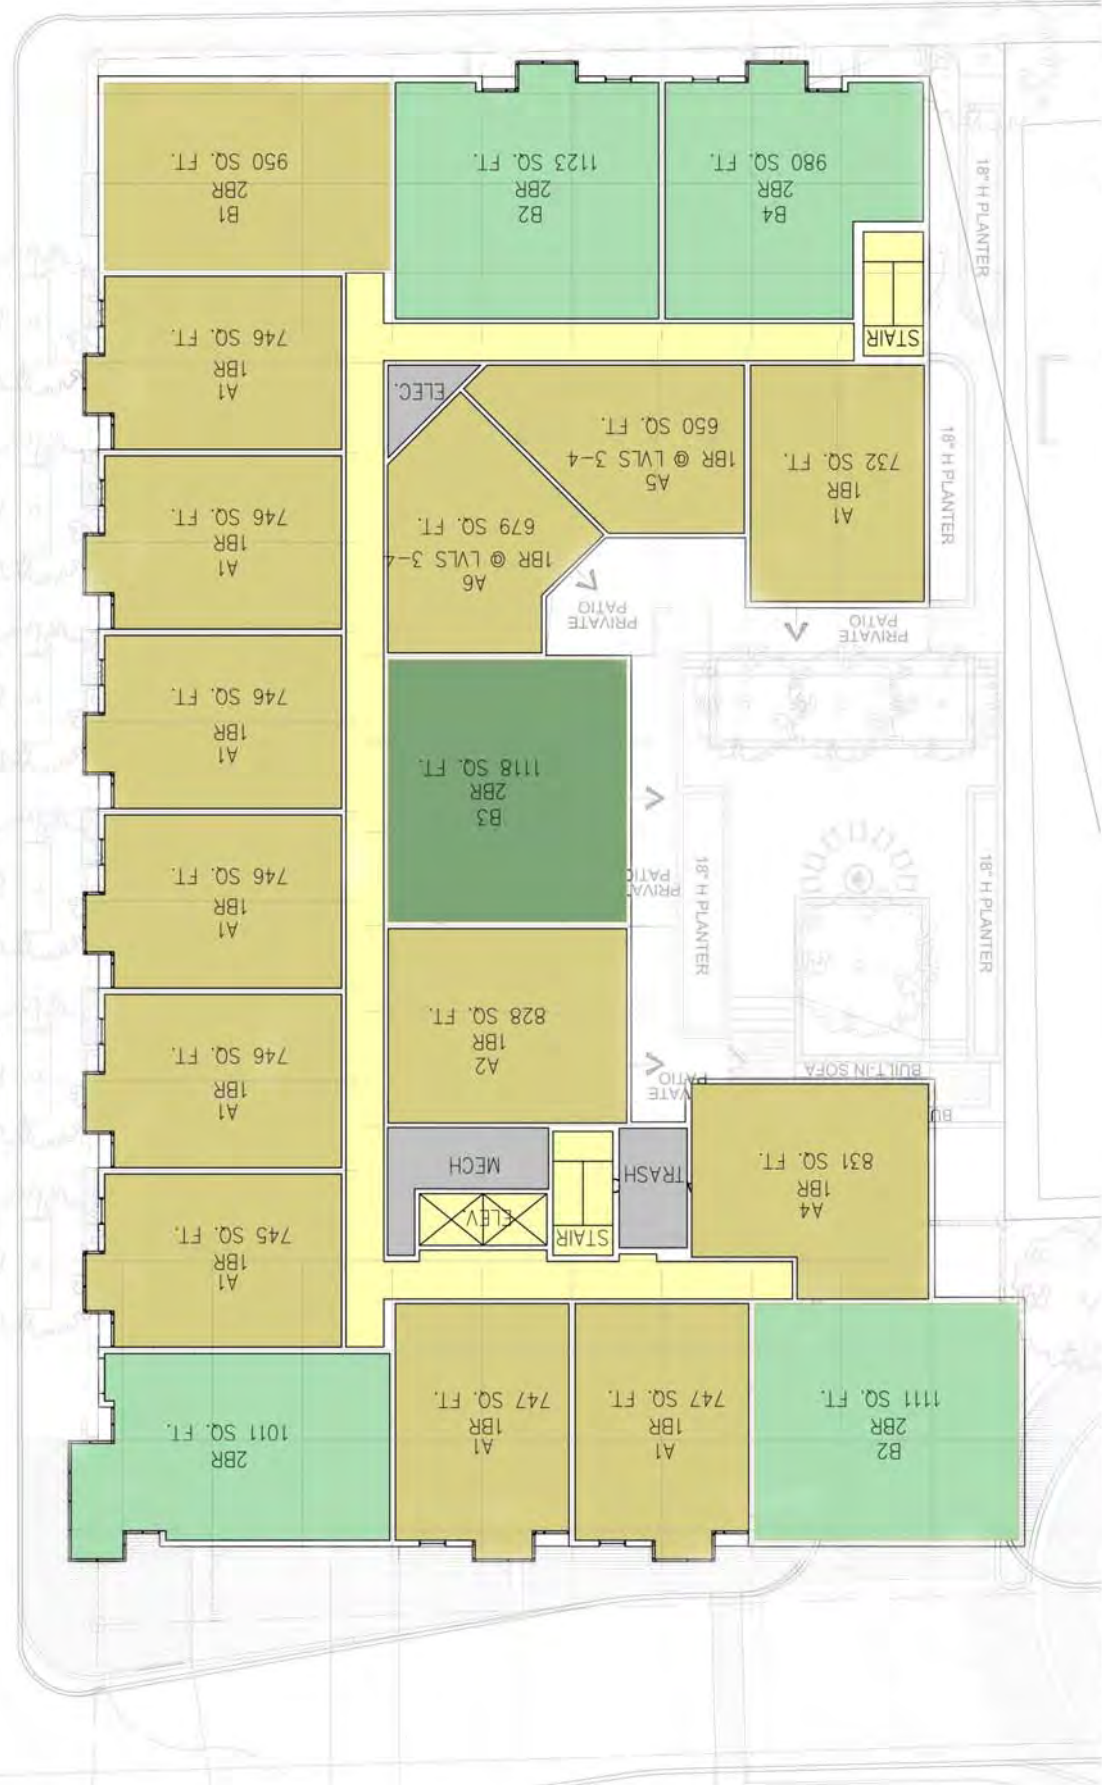 B2
2BR
1111 SQ. FT.
A1
1BR
747 SQ. FT.
A1
1BR
747 SQ. FT.
2BR
1011 SQ. FT.
A1
1BR
745 SQ. FT.
STAIR
ELEV.
A4
1BR
831 SQ. FT.
TRASH
MECH
BU
BUILT-IN SOFA
A1
1BR
746 SQ. FT.
PATIO
VATE
A2
1BR
828 SQ. FT.
18" H PLANTER
18" H PLANTER
PRIVA
PATIO
A1
1BR
746 SQ. FT.
B3
2BR
1118 SQ. FT.
A1
1BR
746 SQ. FT.
PRIVATE
PATIO
PRIVATE
PATIO
A6
1BR @ LVLS 3-4
679 SQ. FT.
A1
1BR
746 SQ. FT.
18" H PLANTER
A1
1BR
732 SQ. FT.
A5
1BR @ LVLS 3-4
650 SQ. FT.
ELEC.
A1
1BR
746 SQ. FT.
STAIR
18" H PLANTER
B4
2BR
980 SQ. FT.
B2
2BR
1123 SQ. FT.
B1
2BR
950 SQ. FT.